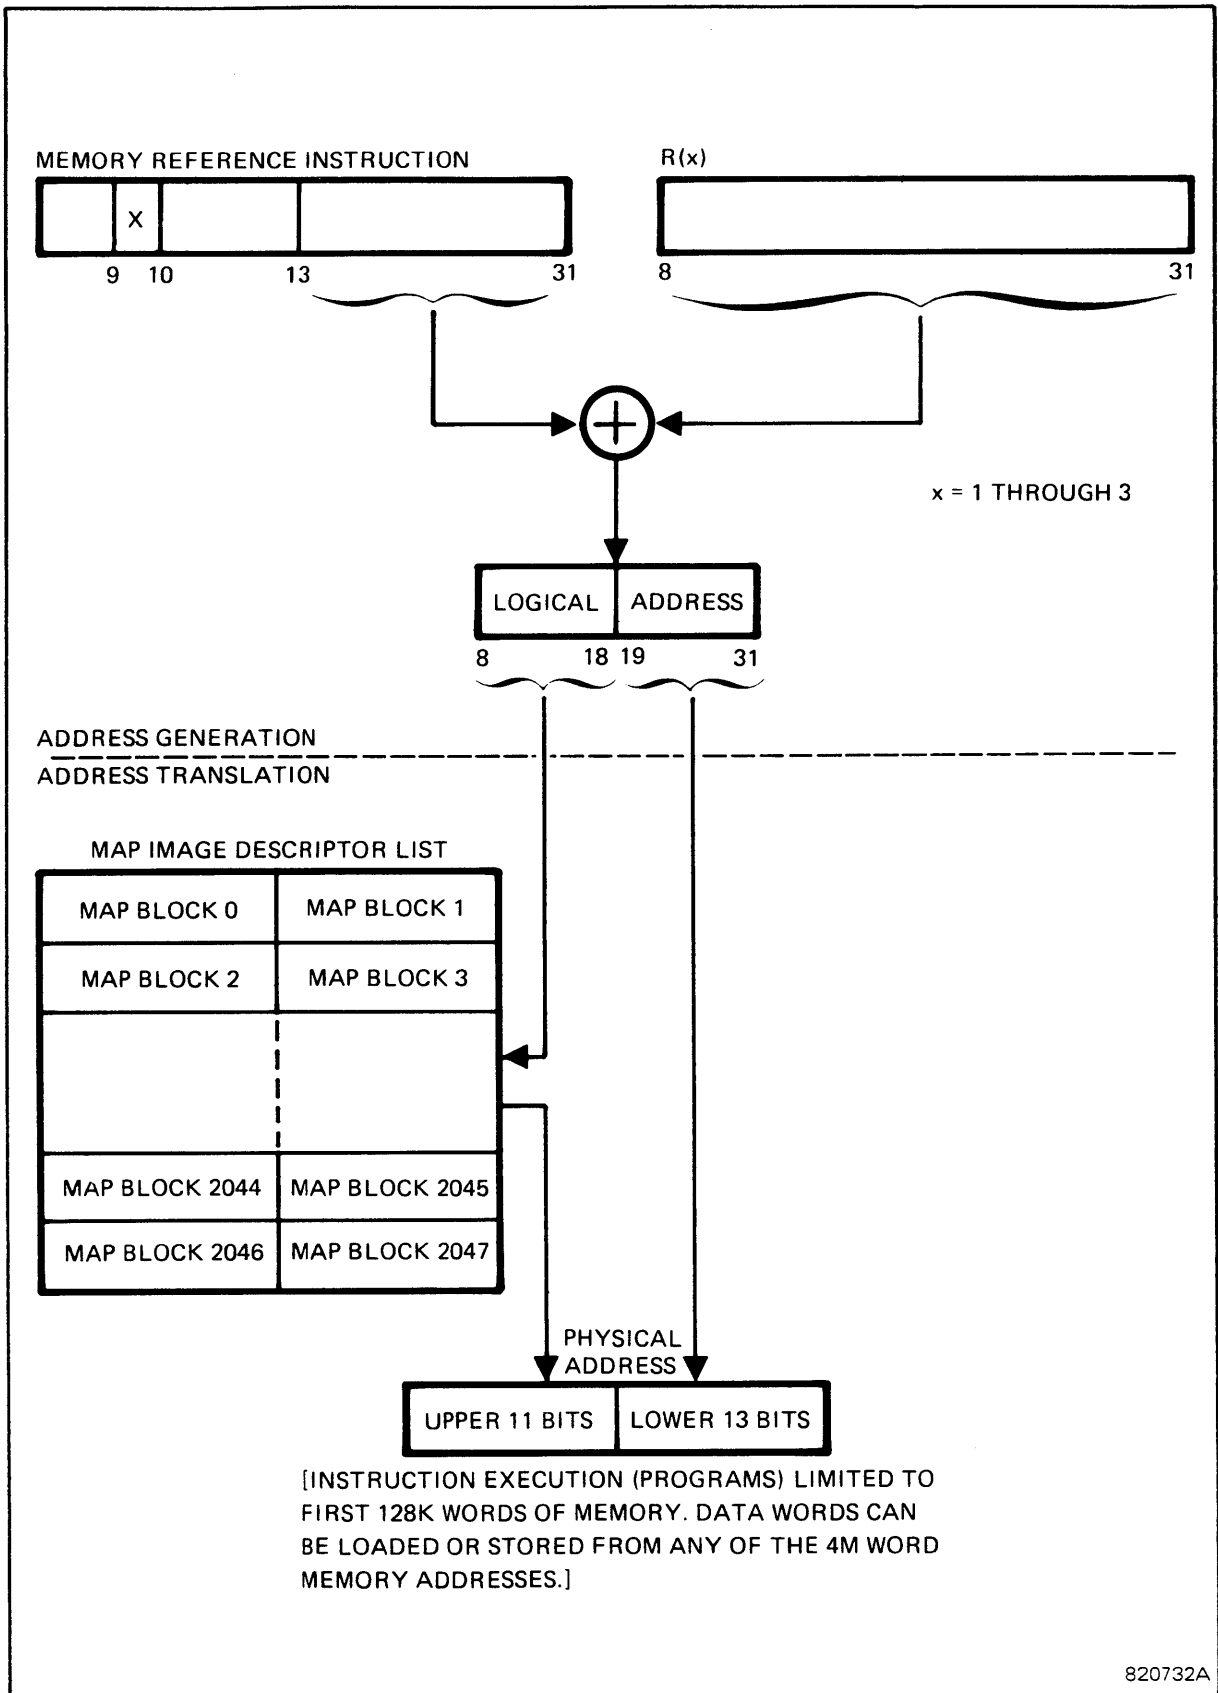 MEMORY REFERENCE INSTRUCTION R(x)
X
9 10 13 31 8 31
x = 1 THROUGH 3
LOGICAL ADDRESS
8 18 19 31
ADDRESS GENERATION
ADDRESS TRANSLATION
MAP IMAGE DESCRIPTOR LIST
MAP BLOCK 0 MAP BLOCK 1
MAP BLOCK 2 MAP BLOCK 3
MAP BLOCK 2044 MAP BLOCK 2045
MAP BLOCK 2046 MAP BLOCK 2047
PHYSICAL
ADDRESS
UPPER 11 BITS LOWER 13 BITS
[INSTRUCTION EXECUTION (PROGRAMS) LIMITED TO
FIRST 128K WORDS OF MEMORY. DATA WORDS CAN
BE LOADED OR STORED FROM ANY OF THE 4M WORD
MEMORY ADDRESSES.]
820732A